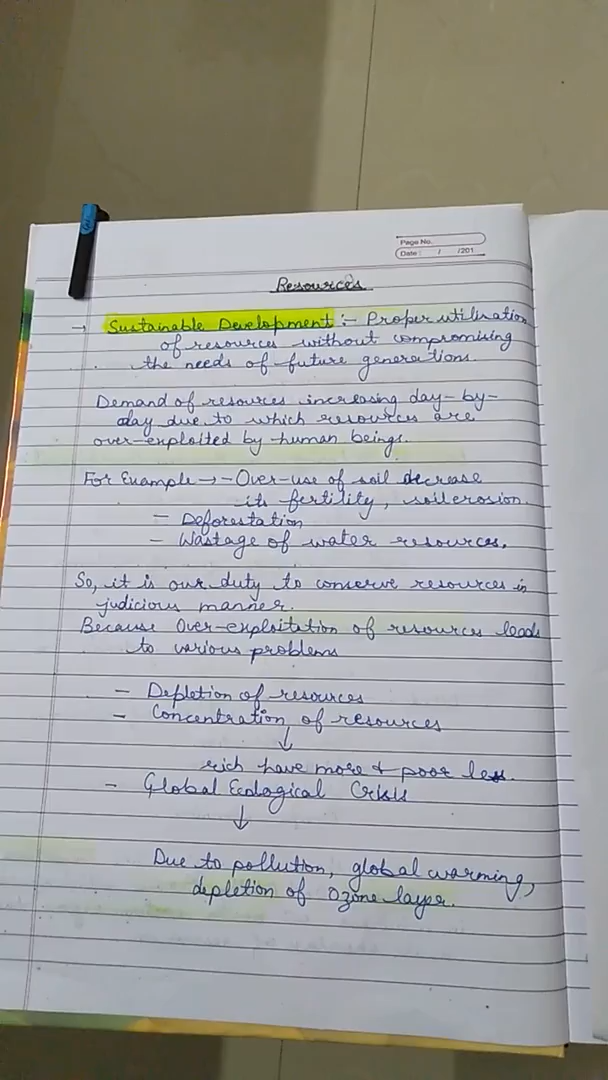 Page No.
Date : / /201
Resources
→ Sustainable Development :- Proper utilisation
of resources without compromising
the needs of future generations.
Demand of resources increasing day-by-
day due to which resources are
over-exploited by human beings.
For Example → - Over-use of soil decrease
its fertility, soil erosion.
- Deforestation
- Wastage of water resources.
So, it is our duty to conserve resources in
judicious manner.
Because Over-exploitation of resources leads
to various problems
- Depletion of resources
- Concentration of resources
↓
rich have more & poor less.
- Global Ecological Crisis
↓
Due to pollution, global warming,
depletion of Ozone layer.